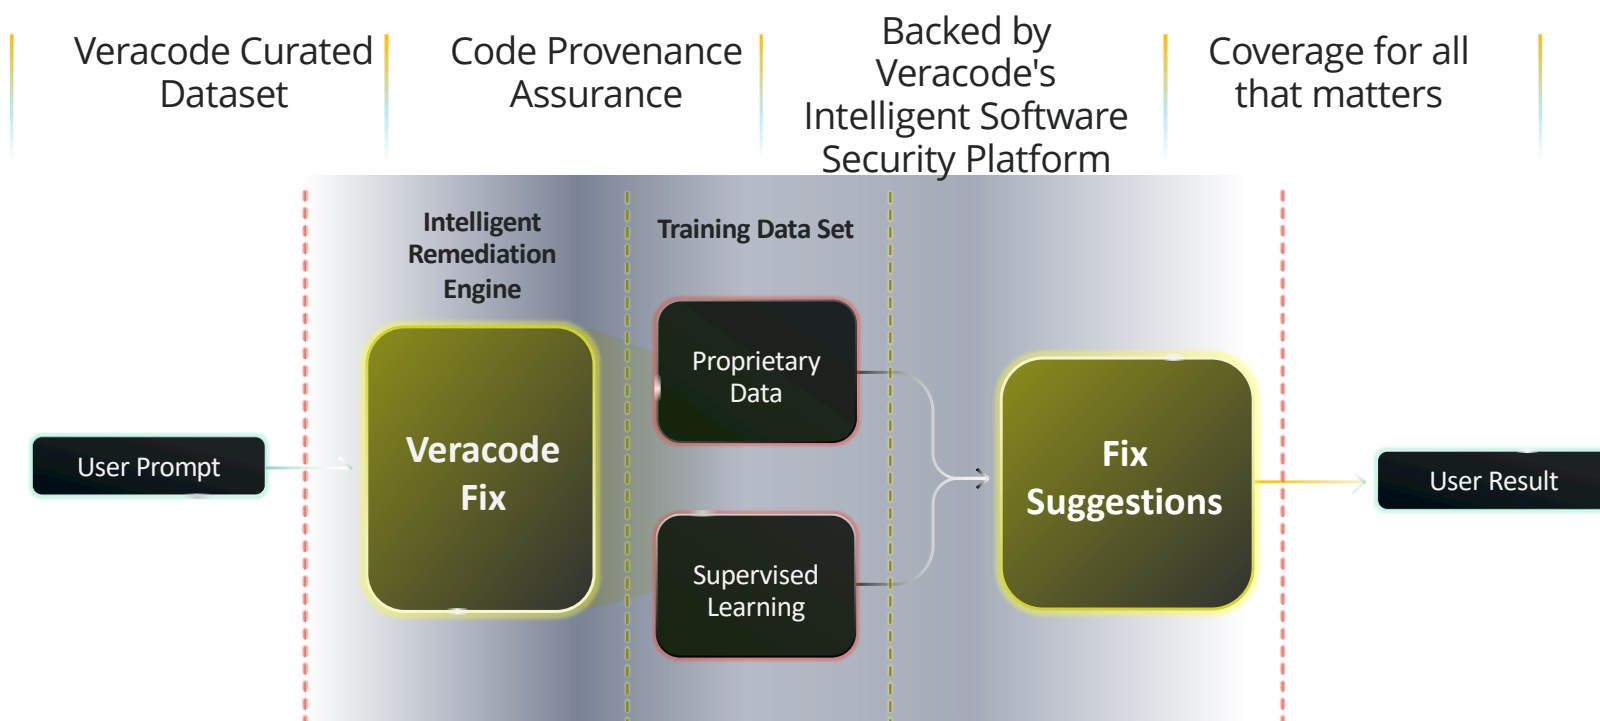 Veracode Curated
Dataset
Code Provenance
Assurance
Backed by
Veracode's
Intelligent Software
Security Platform
Coverage for all
that matters
Intelligent
Remediation
Engine
Training Data Set
User Prompt
Veracode
Fix
Proprietary
Data
Supervised
Learning
Fix
Suggestions
User Result